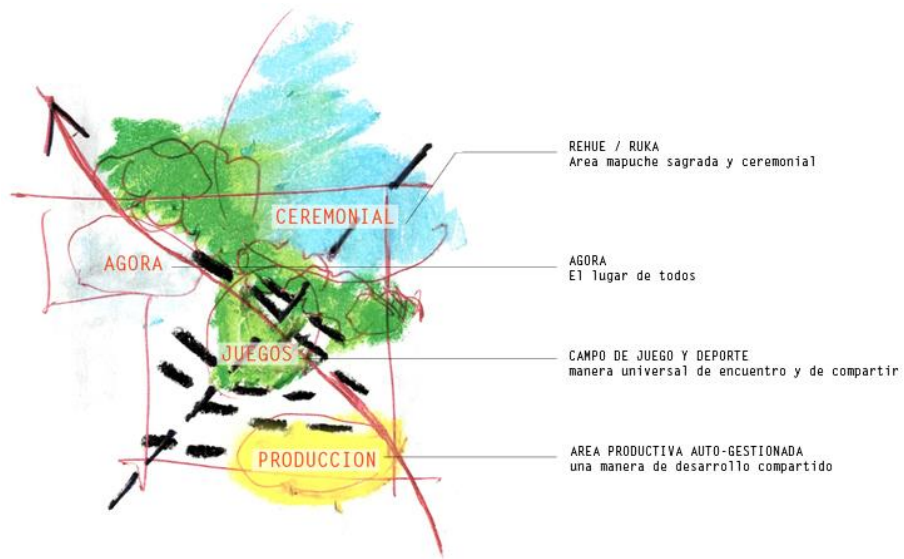 REHUE / RUKA
Area mapuche sagrada y ceremonial
CEREMONIAL
AGORA
AGORA
El lugar de todos
JUEGOS
CAMPO DE JUEGO Y DEPORTE
manera universal de encuentro y de compartir
PRODUCCION
AREA PRODUCTIVA AUTO-GESTIONADA
una manera de desarrollo compartido